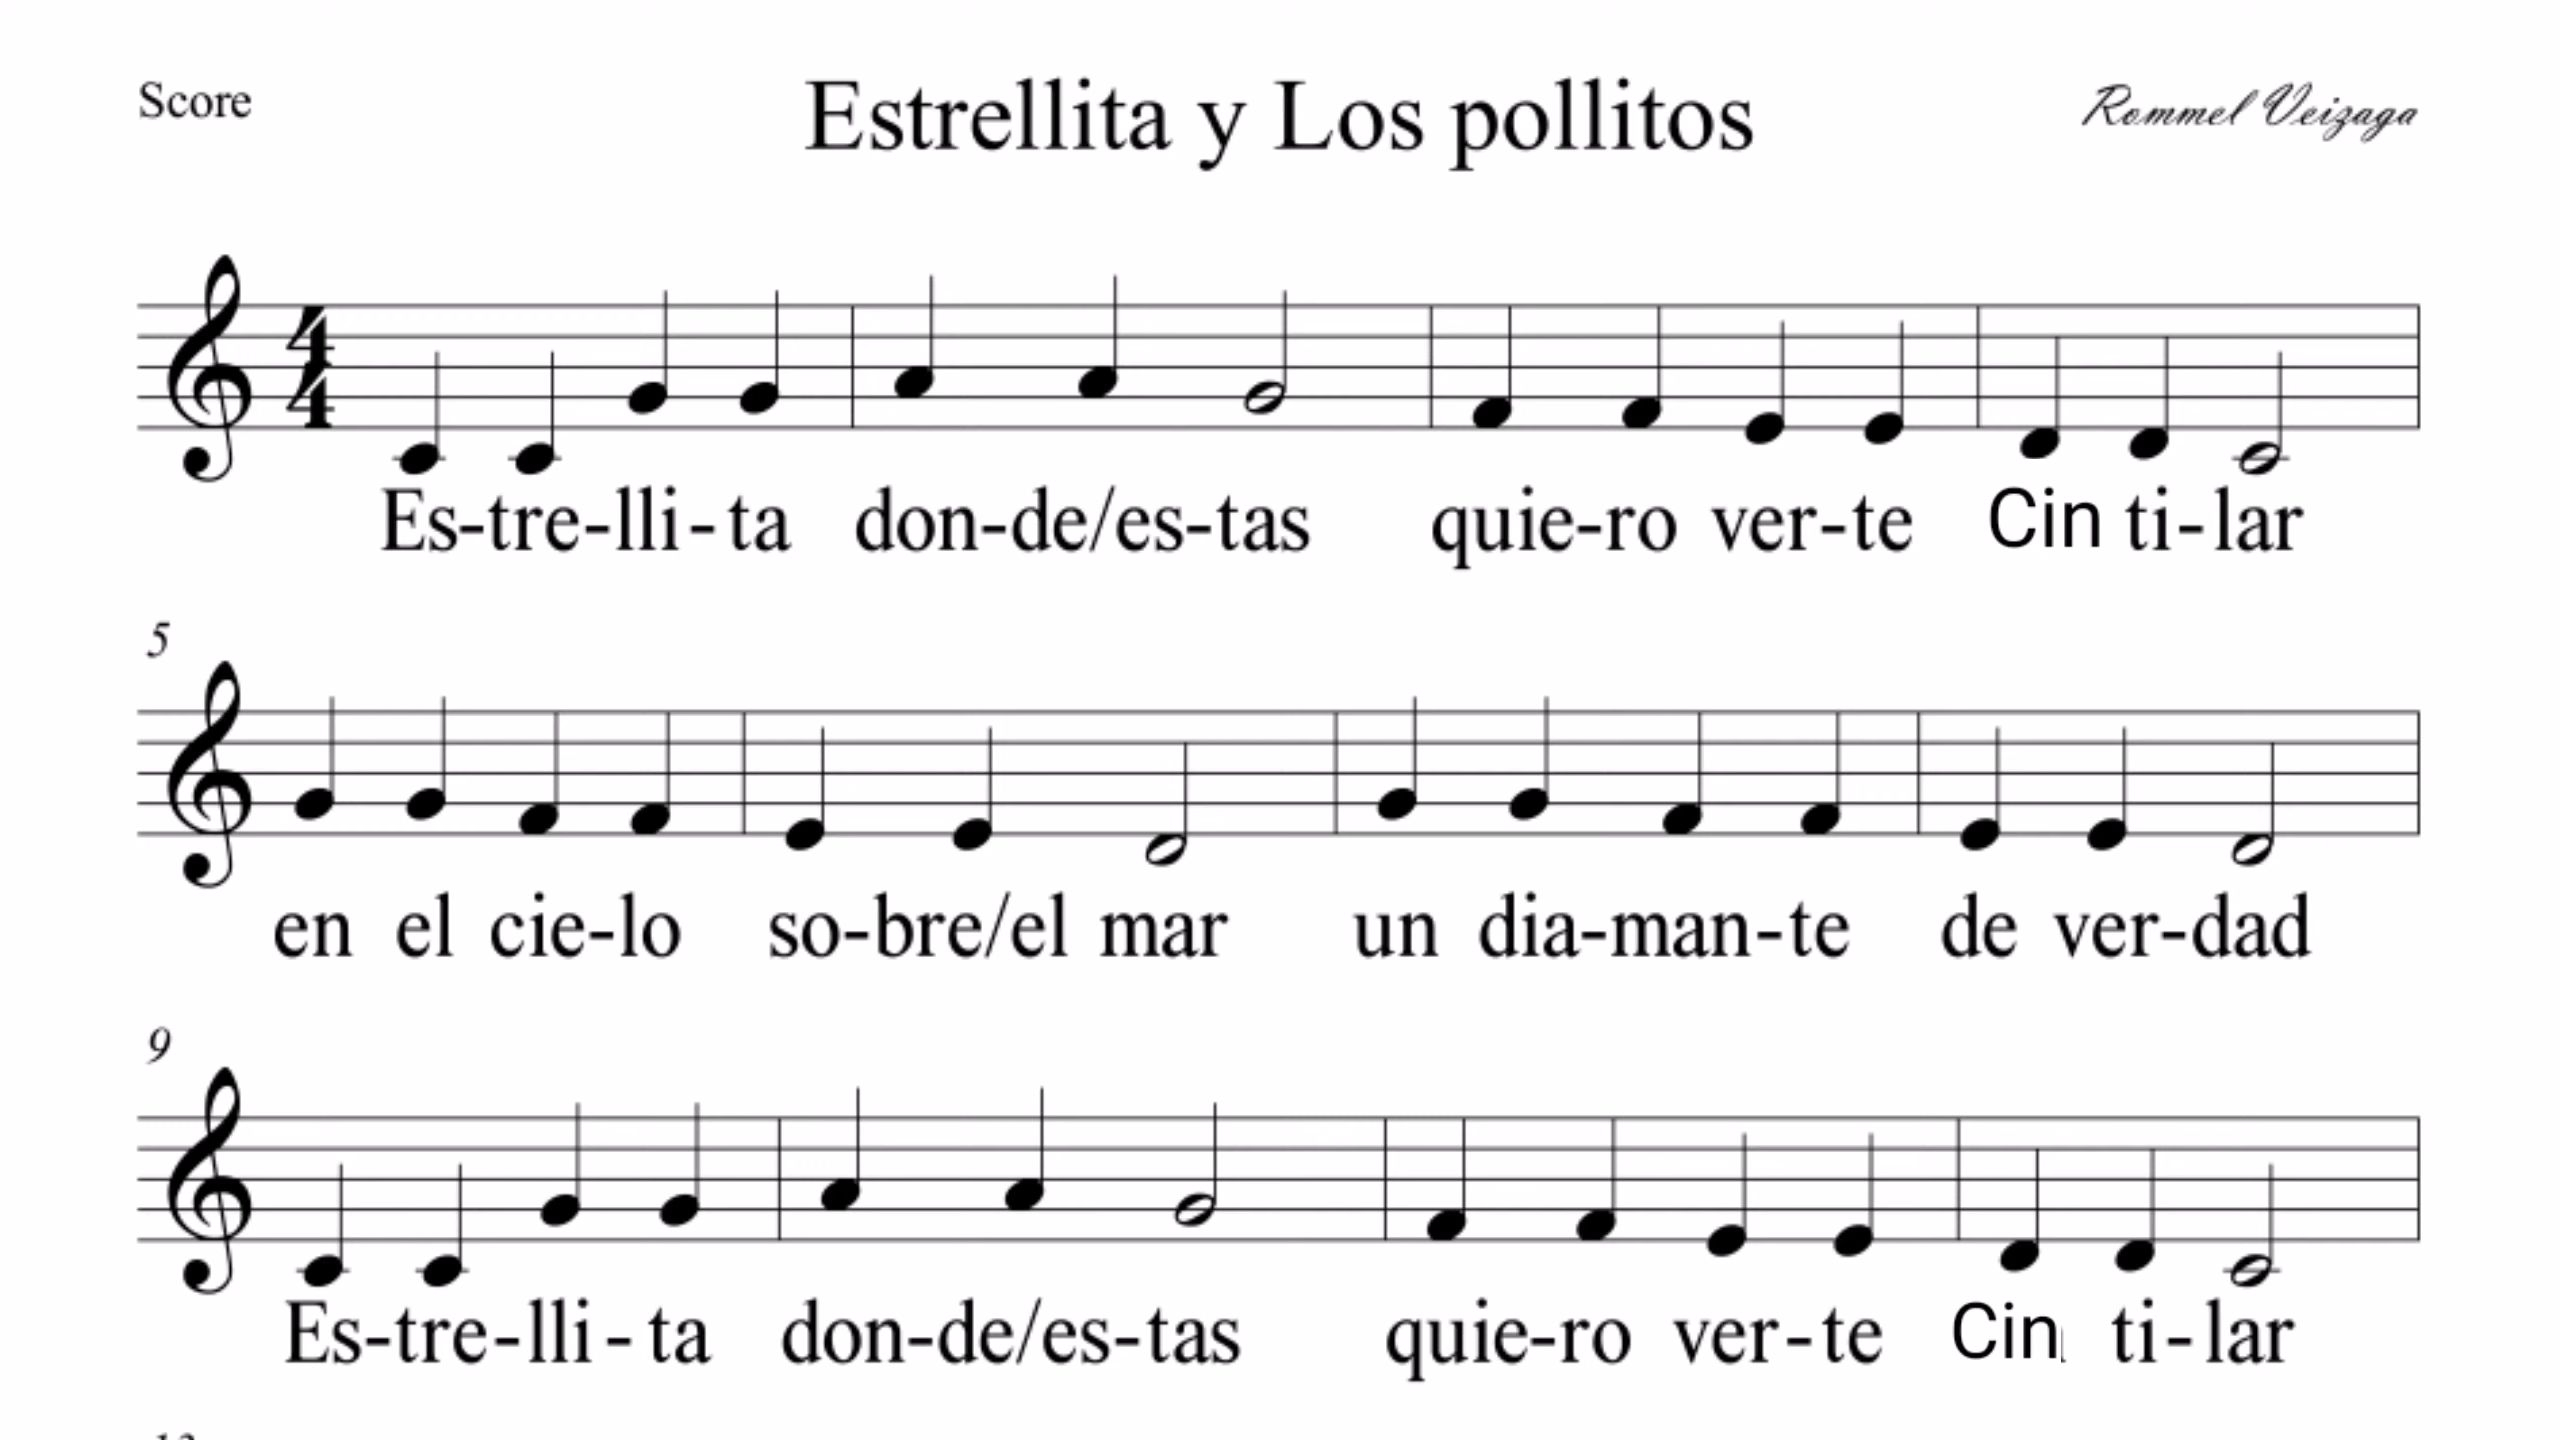 Score
Estrellita y Los pollitos
Rommel Veizaga
Es-tre-lli-ta don-de/es-tas quie-ro ver-te Cin ti-lar
5
en el cie-lo so-bre/el mar un dia-man-te de ver-dad
9
Es-tre-lli-ta don-de/es-tas quie-ro ver-te Cin ti-lar